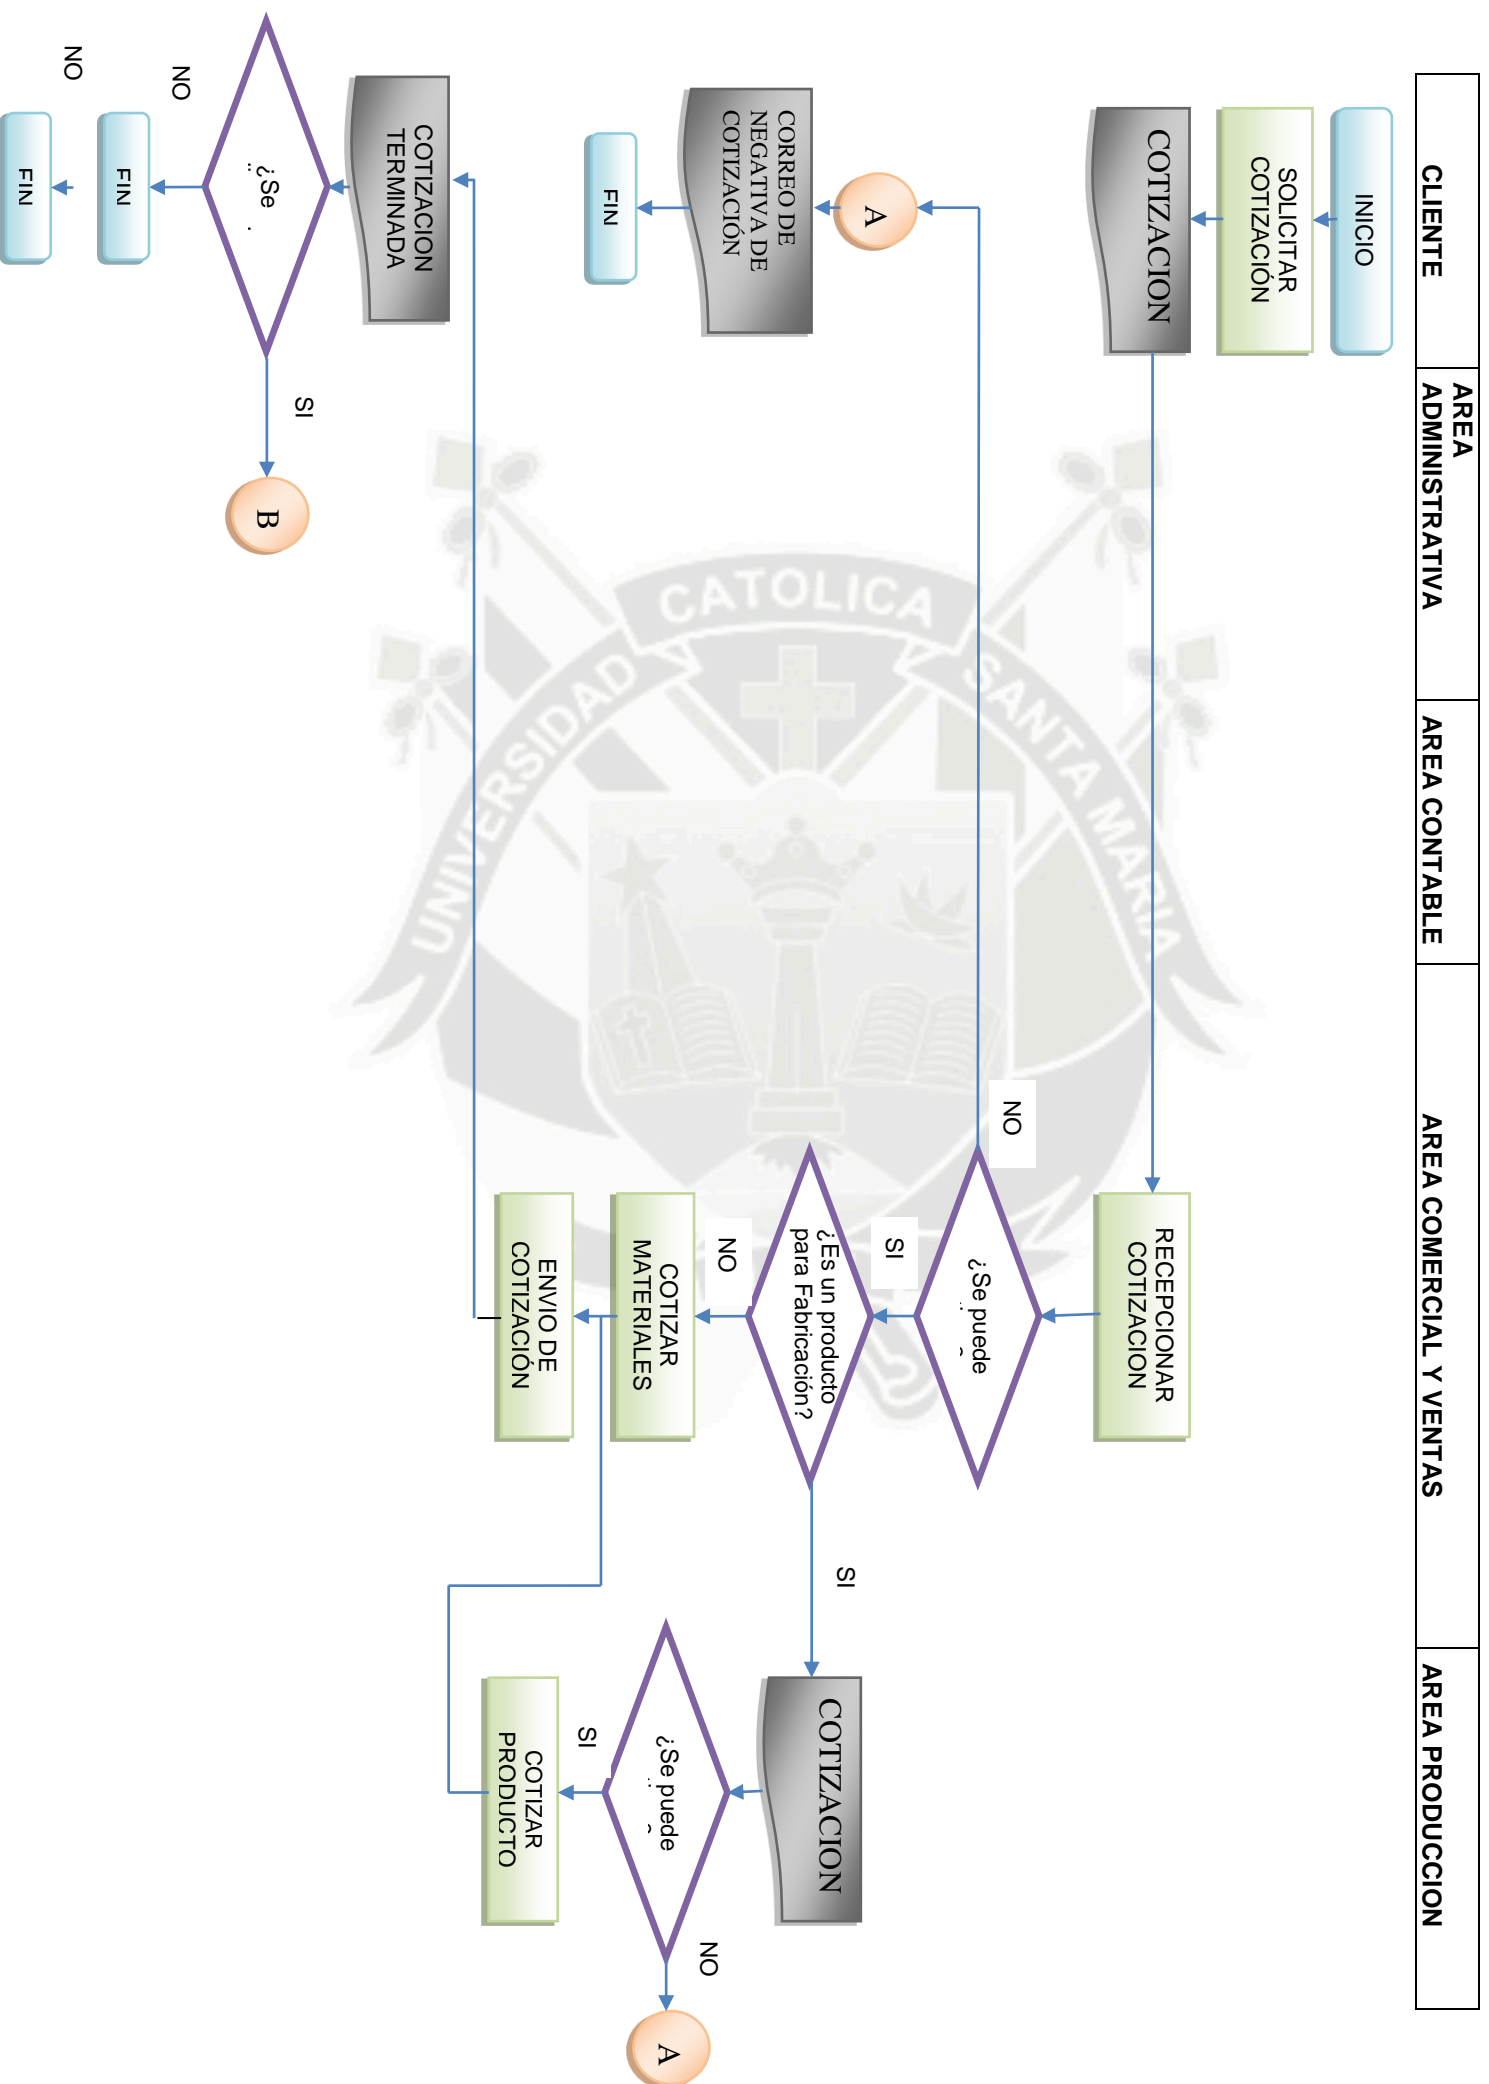 CLIENTE
AREA
ADMINISTRATIVA
AREA CONTABLE
AREA COMERCIAL Y VENTAS
AREA PRODUCCION
INICIO
SOLICITAR
COTIZACIÓN
COTIZACION
RECEPCIONAR
COTIZACION
¿Se puede
NO
SI
A
CORREO DE
NEGATIVA DE
COTIZACIÓN
FIN
¿Es un producto
para Fabricación?
SI
NO
COTIZACION
COTIZAR
MATERIALES
¿Se puede
NO
A
SI
ENVIO DE
COTIZACIÓN
COTIZAR
PRODUCTO
COTIZACION
TERMINADA
¿Se
SI
B
NO
FIN
NO
FIN
UNIVERSIDAD
CATOLICA
SANTA MARIA